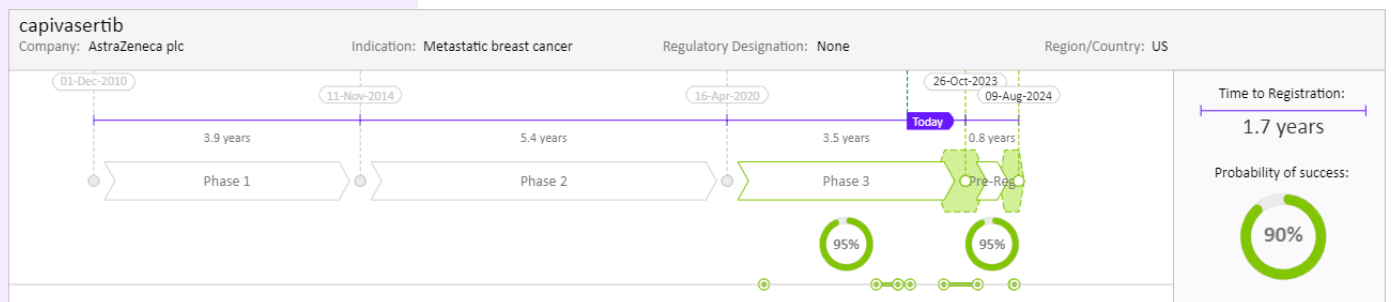 capivasertib
Company: AstraZeneca plc Indication: Metastatic breast cancer Regulatory Designation: None Region/Country: US
01-Dec-2010
11-Nov-2014
16-Apr-2020
26-Oct-2023
09-Aug-2024
Today
3.9 years 5.4 years 3.5 years 0.8 years
Phase 1 Phase 2 Phase 3 Pre-Reg
95% 95%
Time to Registration:
1.7 years
Probability of success:
90%